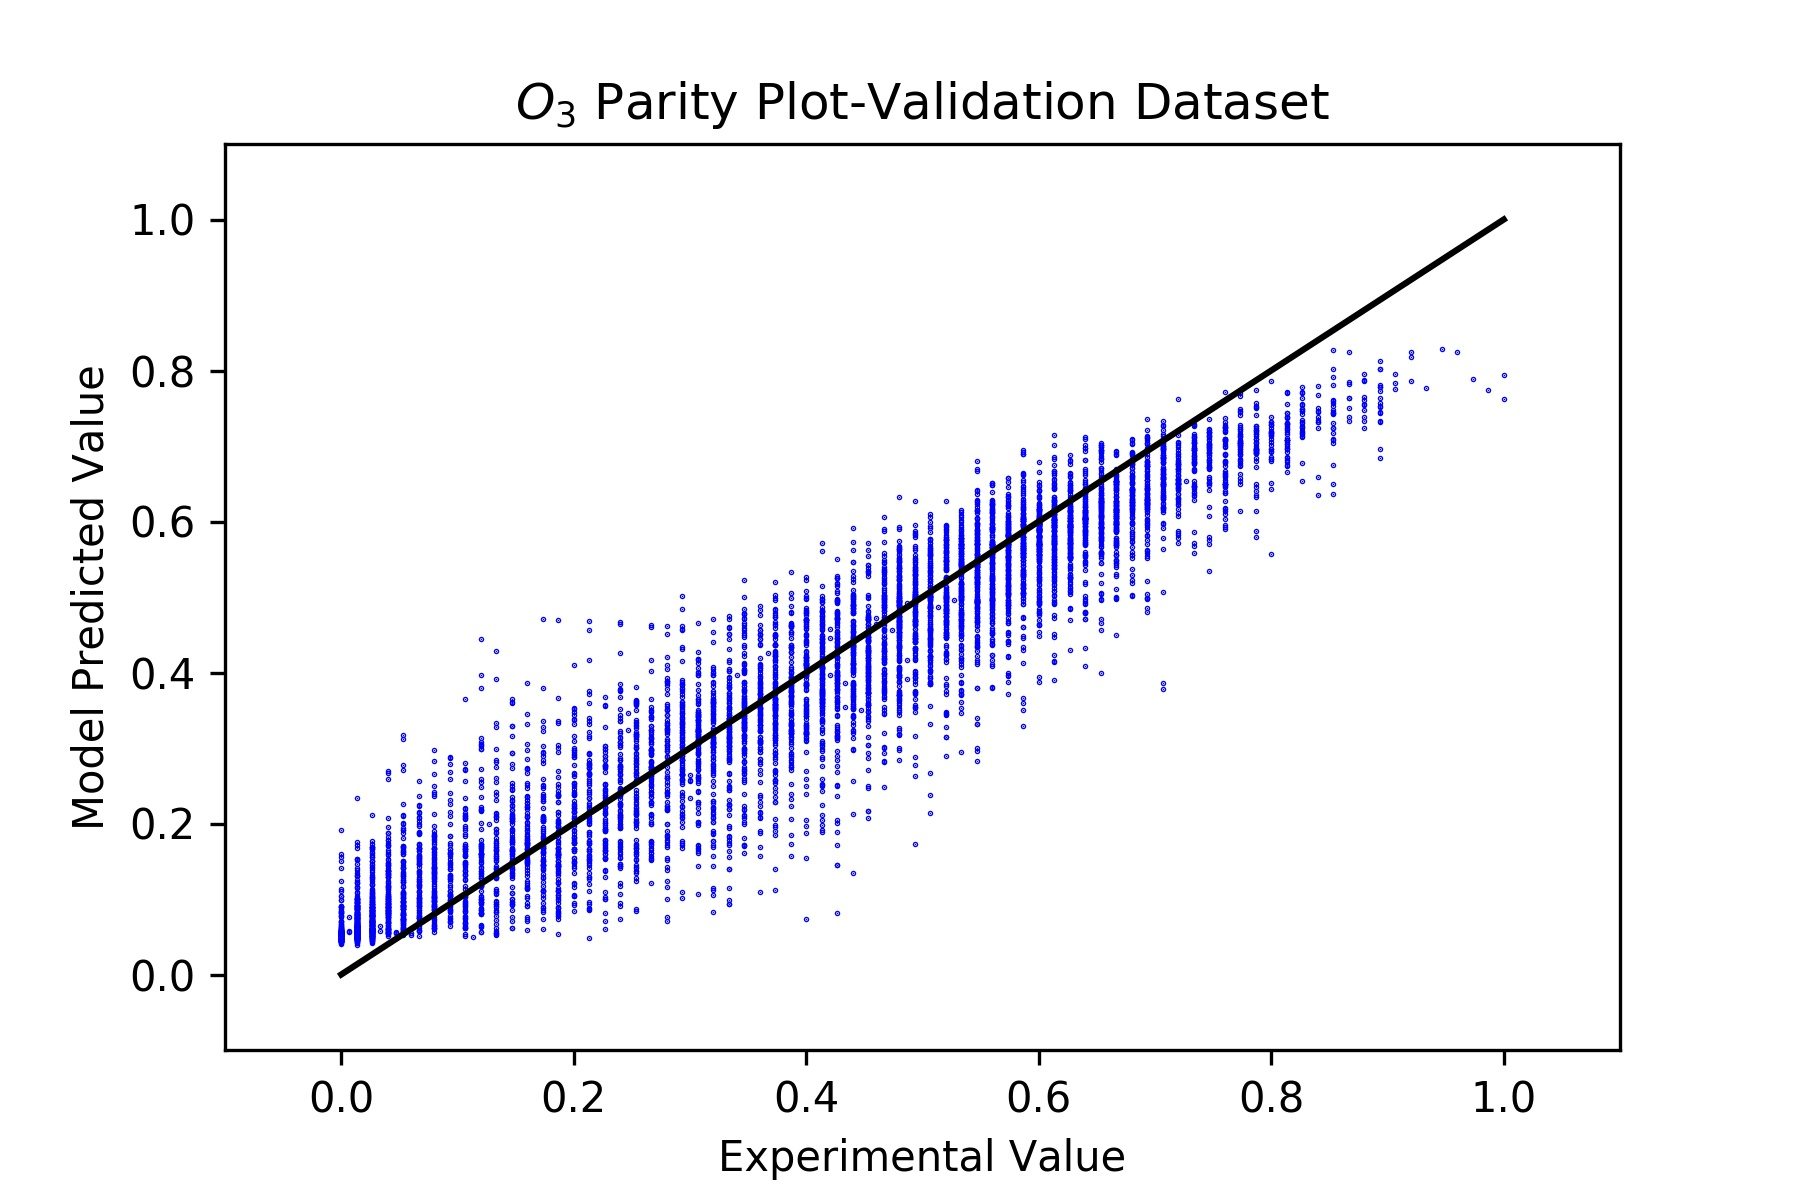 O₃ Parity Plot-Validation Dataset
Model Predicted Value
1.0
0.8
0.6
0.4
0.2
0.0
0.0 0.2 0.4 0.6 0.8 1.0
Experimental Value